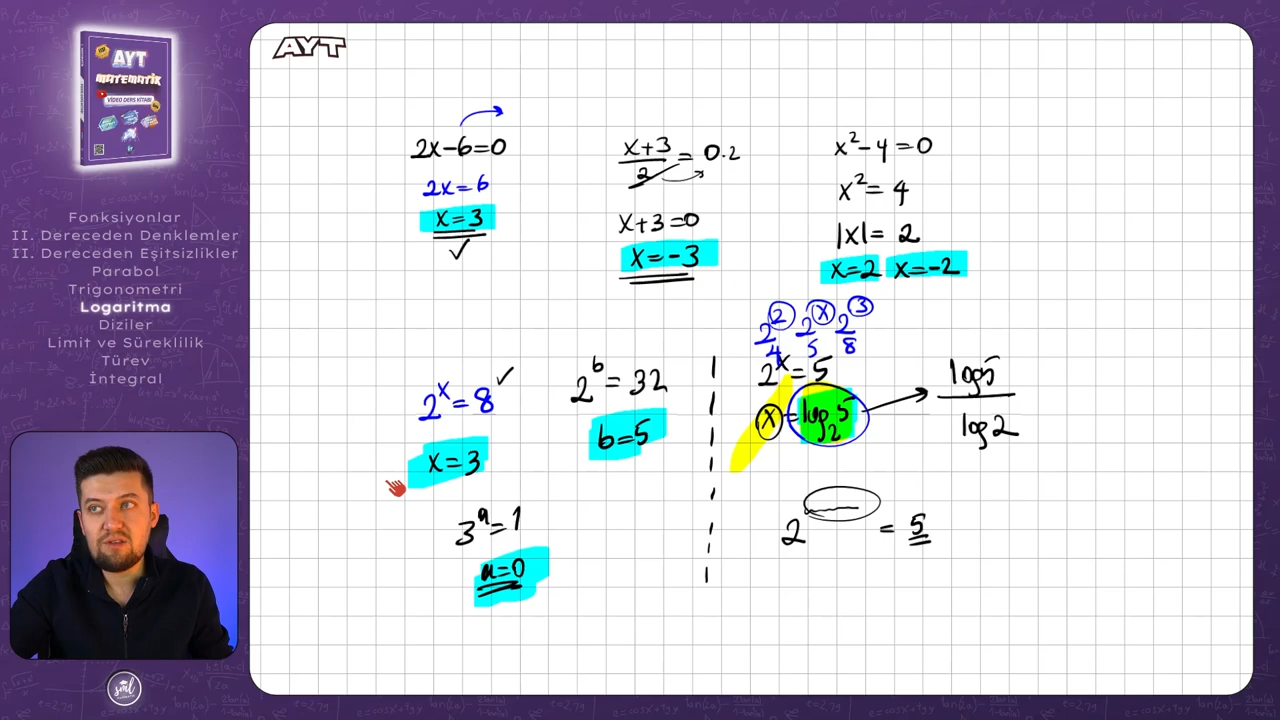 AYT
AYT
MATEMATİK
VİDEO DERS KİTABI
Fonksiyonlar
II. Dereceden Denklemler
II. Dereceden Eşitsizlikler
Parabol
Trigonometri
Logaritma
Diziler
Limit ve Süreklilik
Türev
İntegral
sml
2x-6=0
2x=6
x=3
x+3/2 = 0.2
x+3=0
x=-3
x²-4=0
x²=4
|x|=2
x=2 x=-2
2^x=8
x=3
2^b=32
b=5
3^a=1
a=0
2² 2^x 2³
4 5 8
2^x=5
x=log₂5
log5
log2
2 = 5